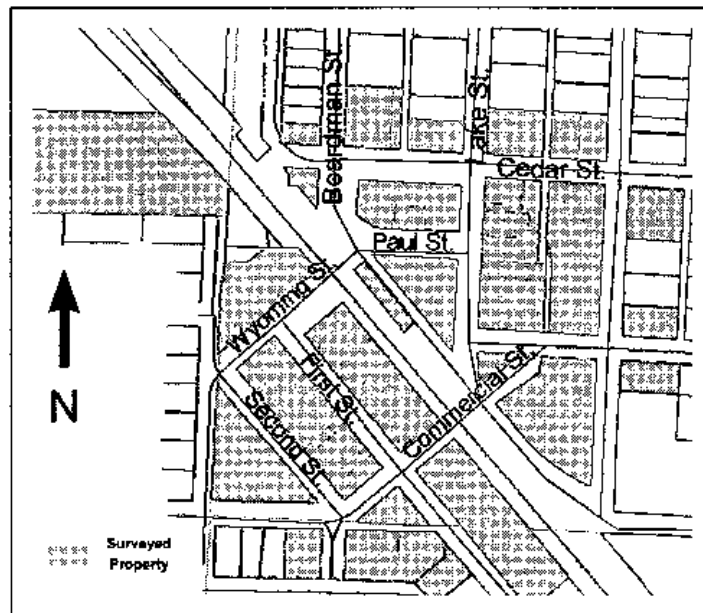 Boardman St.
Lake St.
Cedar St.
Paul St.
Wyoming St.
First St.
Second St.
Commercial St.
N
Surveyed
Property